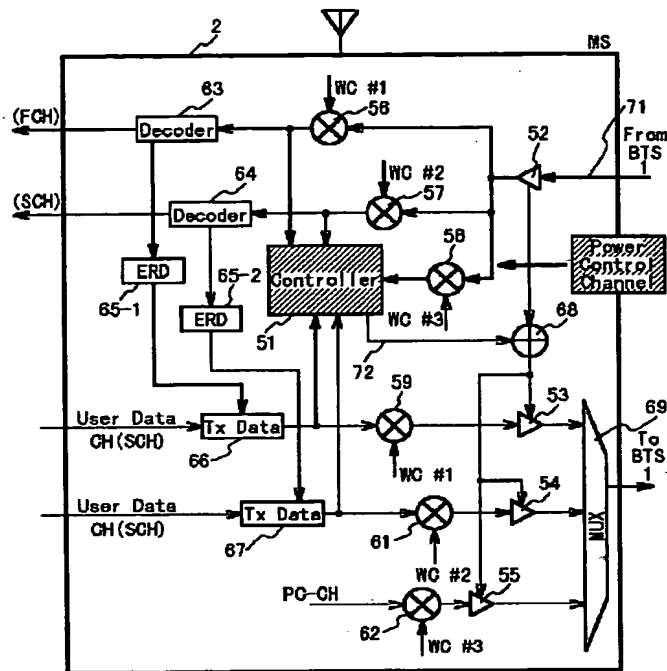 2
MS
(FCH)
63
Decoder
WC #1
56
52
71
From
BTS
1
(SCH)
64
Decoder
WC #2
57
58
Power
Control
Channel
ERD
65-1
65-2
ERD
Controller
51
WC #3
72
68
59
53
69
User Data
CH(SCH)
Tx Data
66
WC #1
To
BTS
1
54
User Data
CH(SCH)
Tx Data
67
61
WC #2
MUX
55
PC-CH
62
WC #3